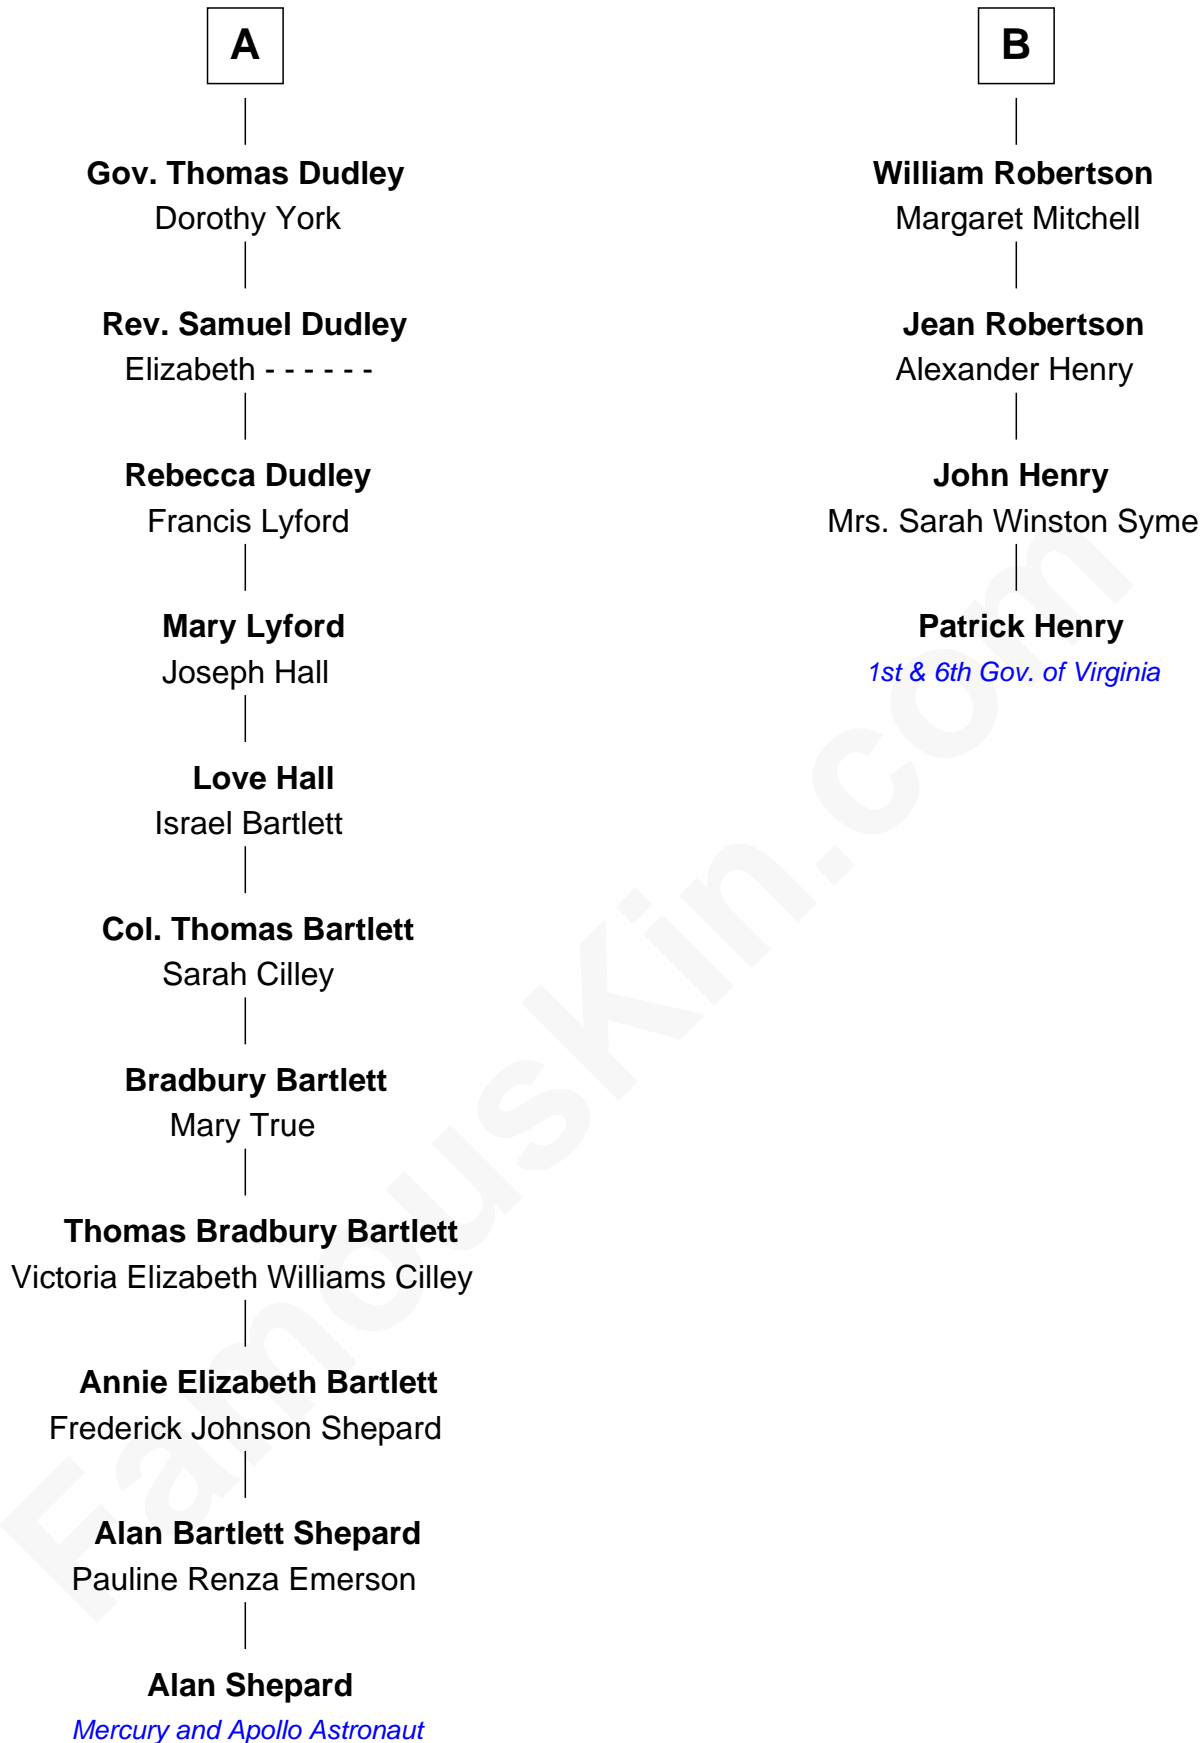 A
Gov. Thomas Dudley
Dorothy York
Rev. Samuel Dudley
Elizabeth - - - - - -
Rebecca Dudley
Francis Lyford
Mary Lyford
Joseph Hall
Love Hall
Israel Bartlett
Col. Thomas Bartlett
Sarah Cilley
Bradbury Bartlett
Mary True
Thomas Bradbury Bartlett
Victoria Elizabeth Williams Cilley
Annie Elizabeth Bartlett
Frederick Johnson Shepard
Alan Bartlett Shepard
Pauline Renza Emerson
Alan Shepard
Mercury and Apollo Astronaut
B
William Robertson
Margaret Mitchell
Jean Robertson
Alexander Henry
John Henry
Mrs. Sarah Winston Syme
Patrick Henry
1st & 6th Gov. of Virginia
FamousKin.com